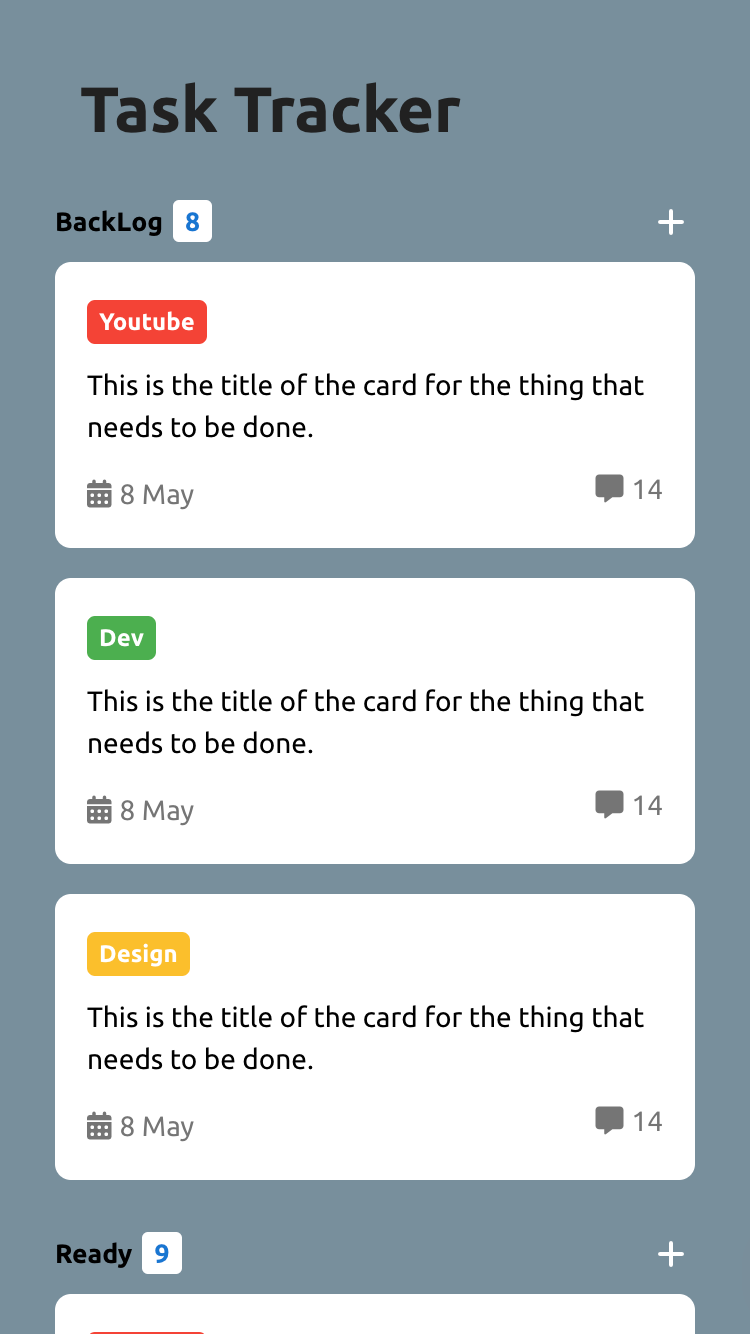 Task Tracker
BackLog 8
Youtube
This is the title of the card for the thing that
needs to be done.
8 May 14
Dev
This is the title of the card for the thing that
needs to be done.
8 May 14
Design
This is the title of the card for the thing that
needs to be done.
8 May 14
Ready 9